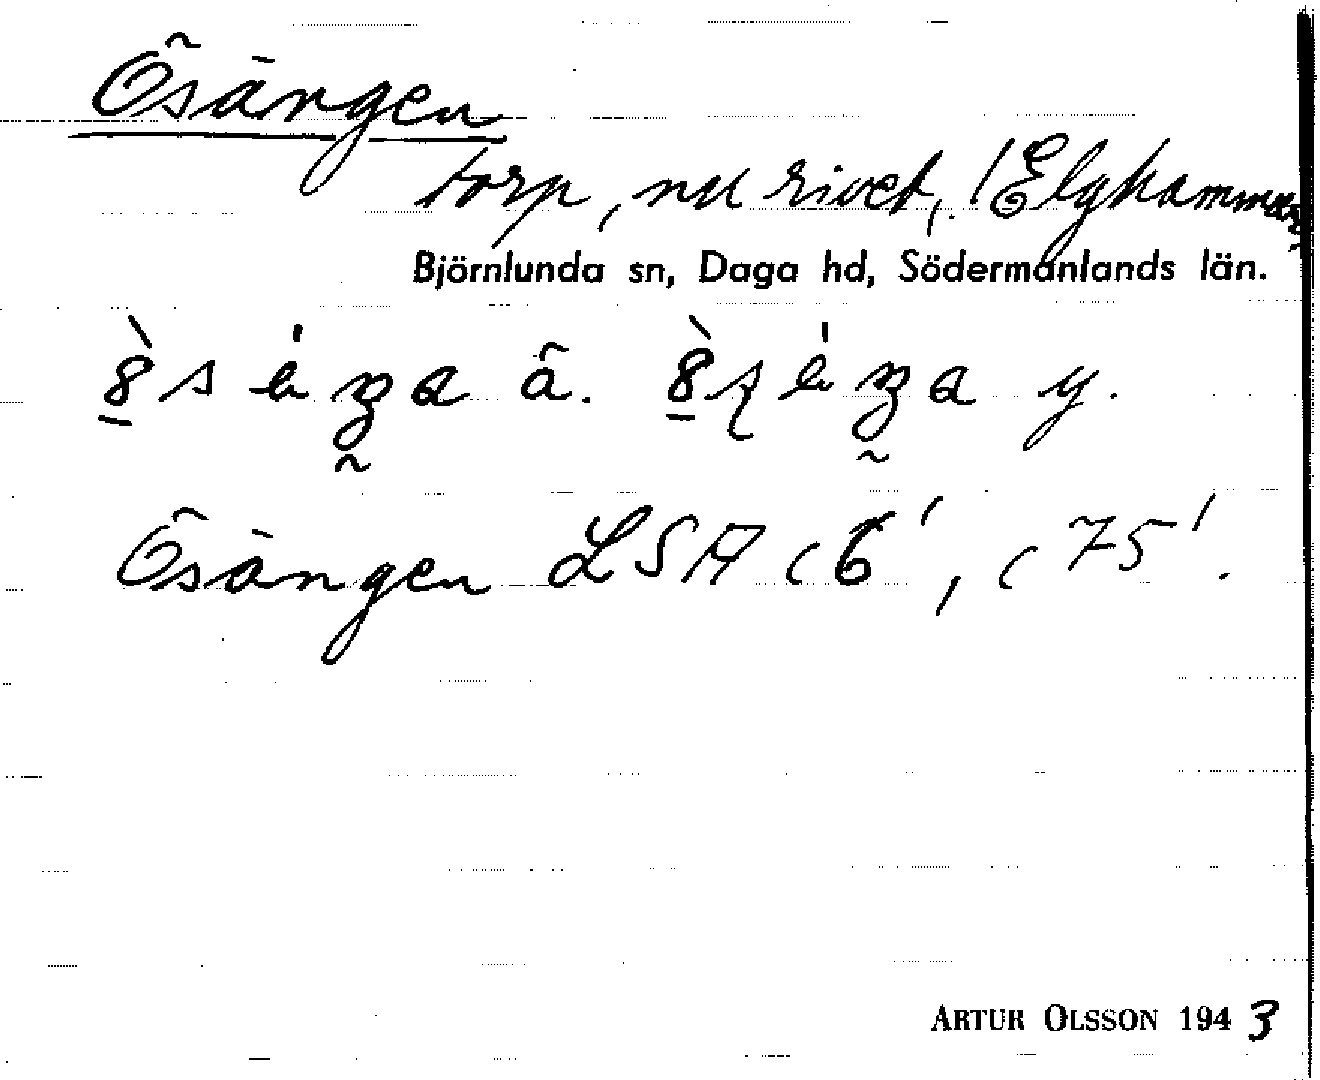 Ösängen
torp, nu rivet, /Elghammar
Björnlunda sn, Daga hd, Södermanlands län.
ä. y.
Ösängen LSA c6', c75'.
ARTUR OLSSON 1943